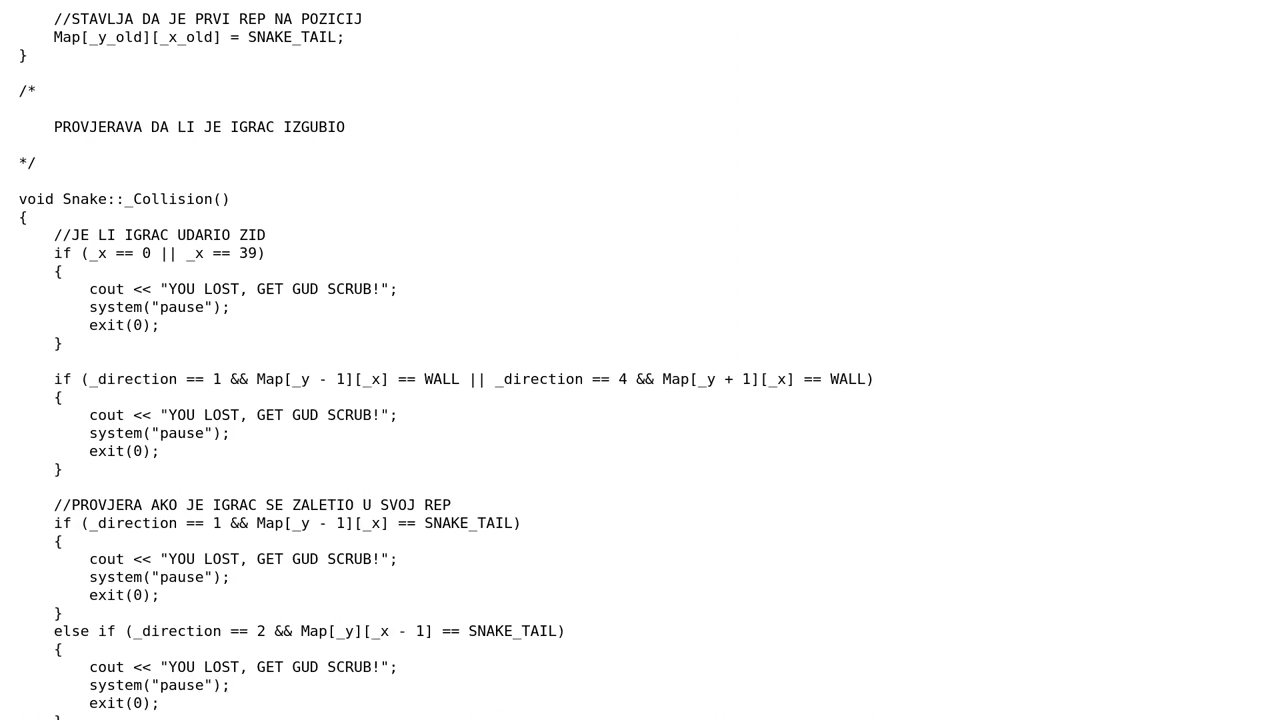 //STAVLJA DA JE PRVI REP NA POZICIJ
Map[_y_old][_x_old] = SNAKE_TAIL;
}
/*
PROVJERAVA DA LI JE IGRAC IZGUBIO
*/
void Snake::_Collision()
{
//JE LI IGRAC UDARIO ZID
if (_x == 0 || _x == 39)
{
cout << "YOU LOST, GET GUD SCRUB!";
system("pause");
exit(0);
}
if (_direction == 1 && Map[_y - 1][_x] == WALL || _direction == 4 && Map[_y + 1][_x] == WALL)
{
cout << "YOU LOST, GET GUD SCRUB!";
system("pause");
exit(0);
}
//PROVJERA AKO JE IGRAC SE ZALETIO U SVOJ REP
if (_direction == 1 && Map[_y - 1][_x] == SNAKE_TAIL)
{
cout << "YOU LOST, GET GUD SCRUB!";
system("pause");
exit(0);
}
else if (_direction == 2 && Map[_y][_x - 1] == SNAKE_TAIL)
{
cout << "YOU LOST, GET GUD SCRUB!";
system("pause");
exit(0);
}